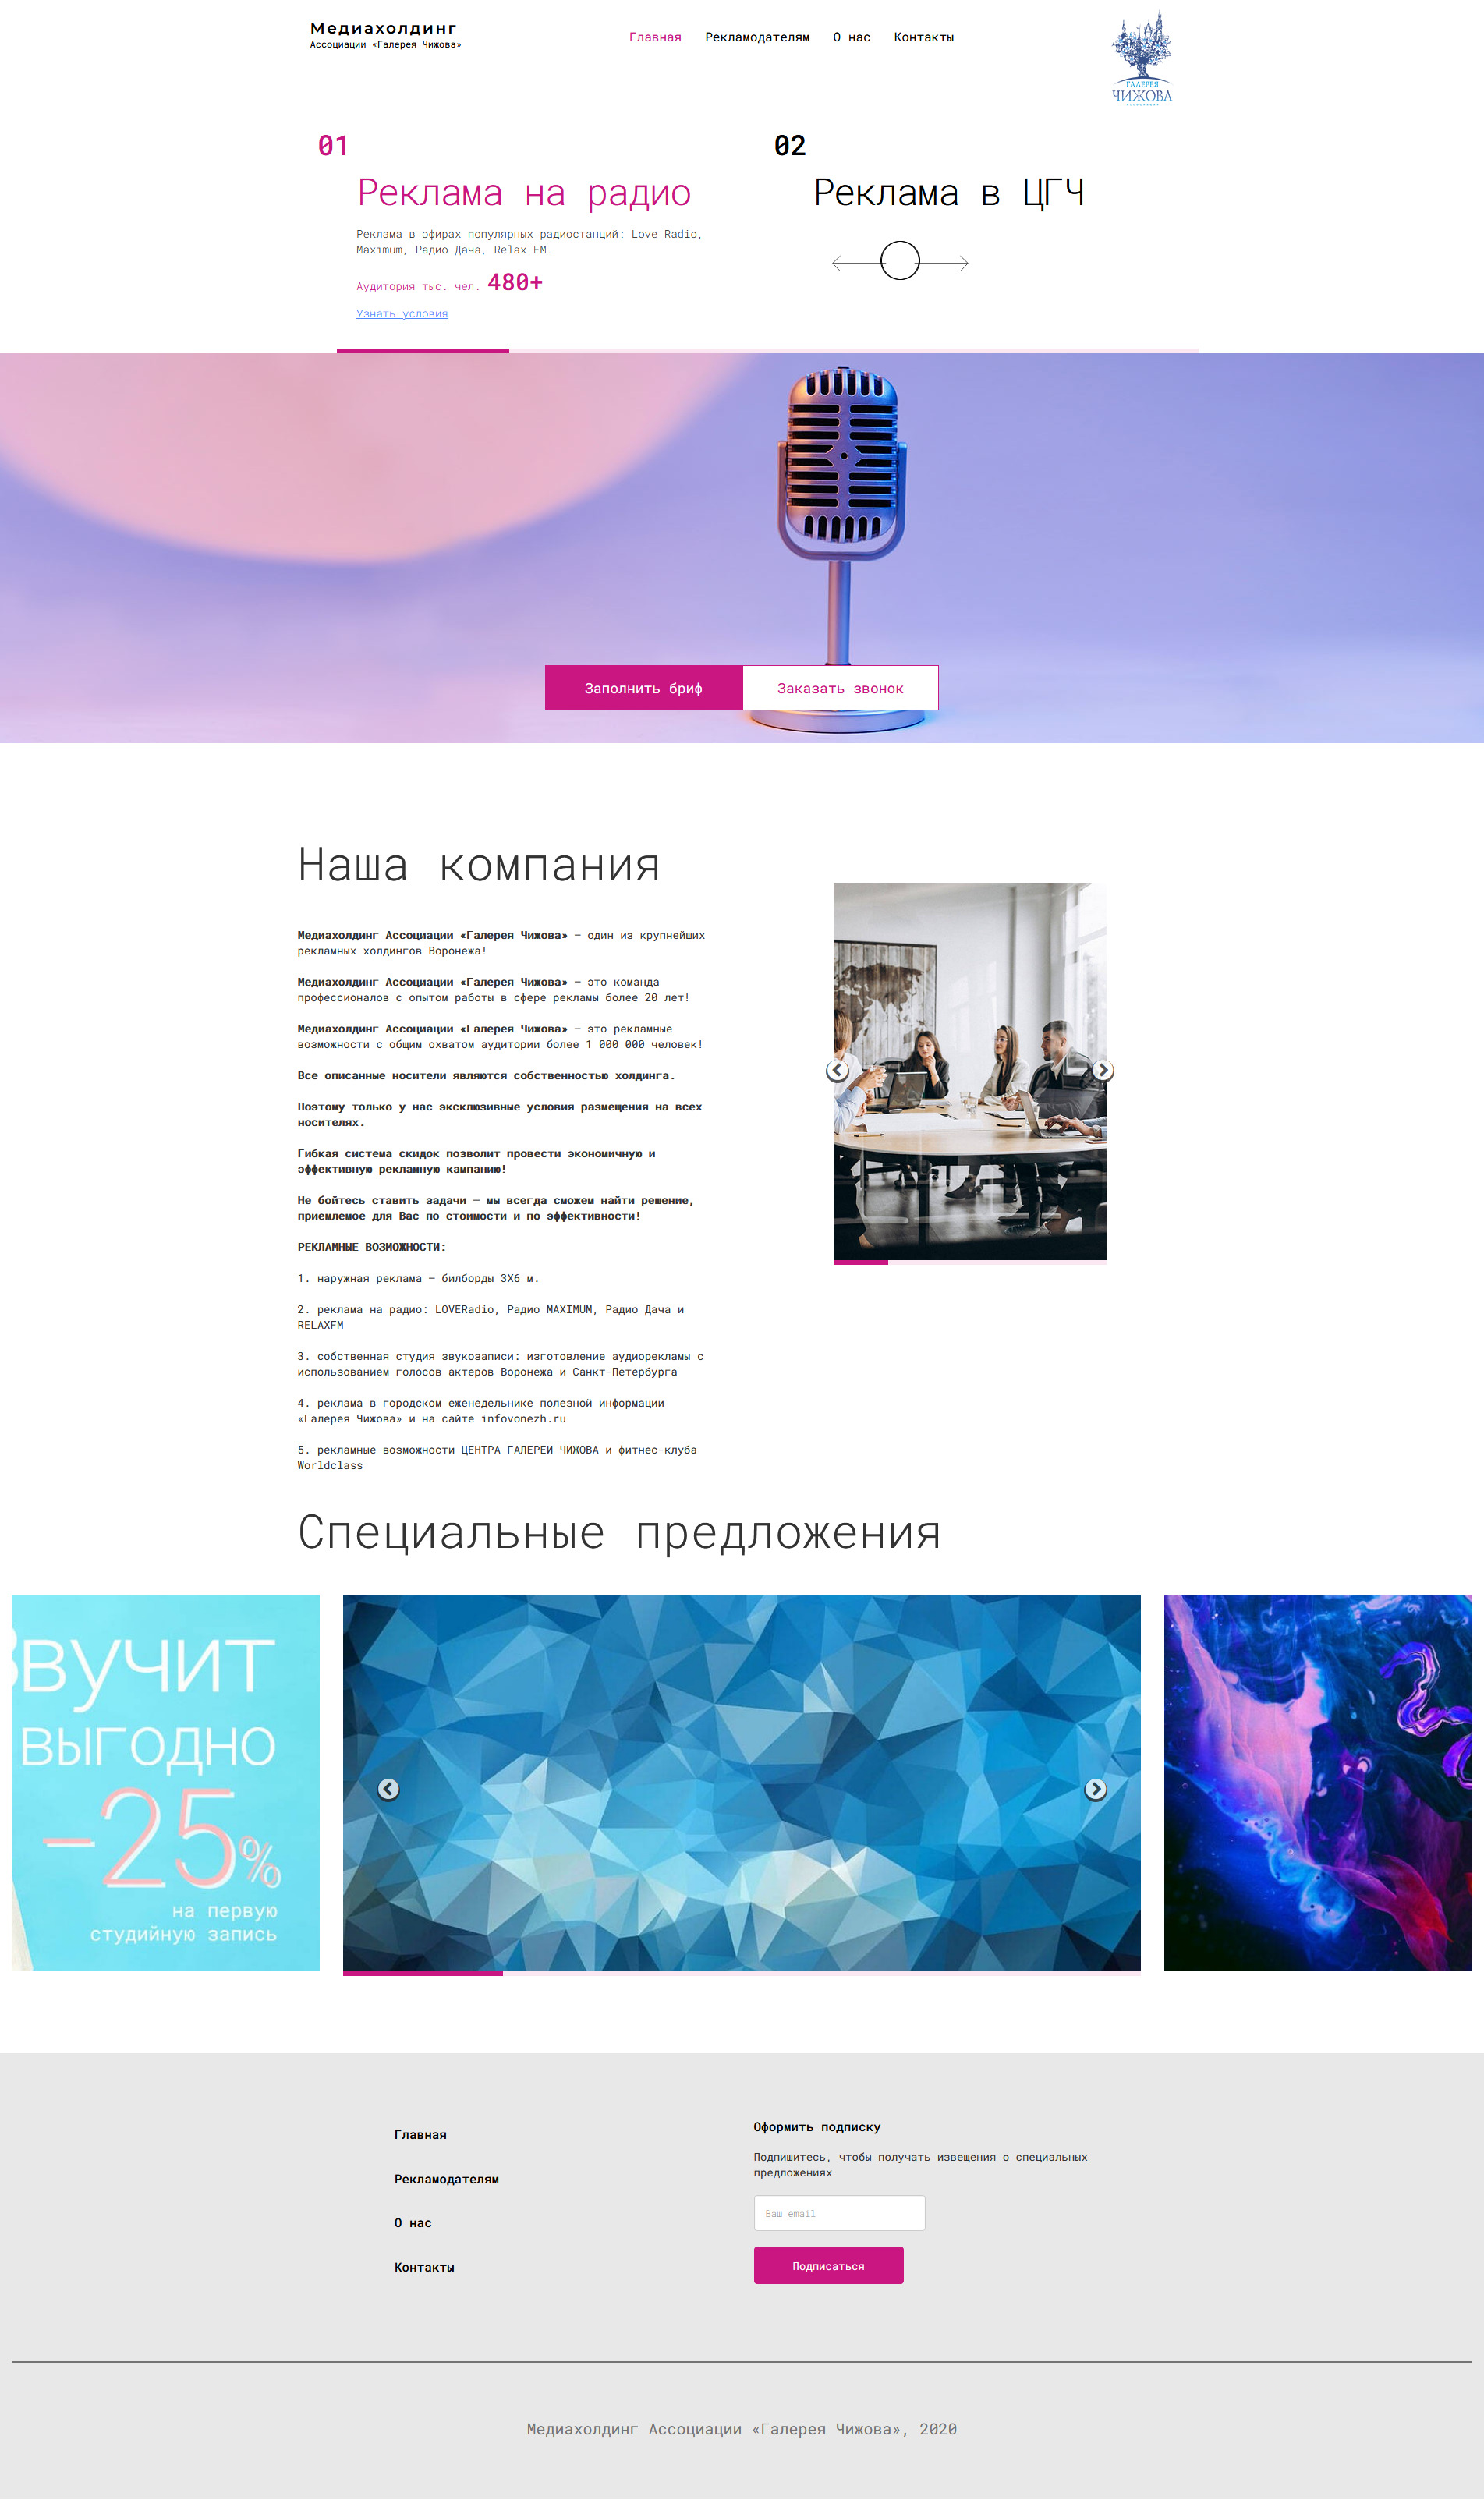 Медиахолдинг
Ассоциации «Галерея Чижова»
Главная
Рекламодателям
О нас
Контакты
ГАЛЕРЕЯ
ЧИЖОВА
01
Реклама на радио
Реклама в эфирах популярных радиостанций: Love Radio,
Maximum, Радио Дача, Relax FM.
Аудитория тыс. чел. 480+
Узнать условия
02
Реклама в ЦГЧ
Заполнить бриф
Заказать звонок
Наша компания
Медиахолдинг Ассоциации «Галерея Чижова» — один из крупнейших
рекламных холдингов Воронежа!
Медиахолдинг Ассоциации «Галерея Чижова» — это команда
профессионалов с опытом работы в сфере рекламы более 20 лет!
Медиахолдинг Ассоциации «Галерея Чижова» — это рекламные
возможности с общим охватом аудитории более 1 000 000 человек!
Все описанные носители являются собственностью холдинга.
Поэтому только у нас эксклюзивные условия размещения на всех
носителях.
Гибкая система скидок позволит провести экономичную и
эффективную рекламную кампанию!
Не бойтесь ставить задачи — мы всегда сможем найти решение,
приемлемое для Вас по стоимости и по эффективности!
РЕКЛАМНЫЕ ВОЗМОЖНОСТИ:
1. наружная реклама — билборды 3Х6 м.
2. реклама на радио: LOVERadio, Радио MAXIMUM, Радио Дача и
RELAXFM
3. собственная студия звукозаписи: изготовление аудиорекламы с
использованием голосов актеров Воронежа и Санкт-Петербурга
4. реклама в городском еженедельнике полезной информации
«Галерея Чижова» и на сайте infovonezh.ru
5. рекламные возможности ЦЕНТРА ГАЛЕРЕИ ЧИЖОВА и фитнес-клуба
Worldclass
Специальные предложения
Звучит
выгодно
-25%
на первую
студийную запись
Главная
Рекламодателям
О нас
Контакты
Оформить подписку
Подпишитесь, чтобы получать извещения о специальных
предложениях
Ваш email
Подписаться
Медиахолдинг Ассоциации «Галерея Чижова», 2020